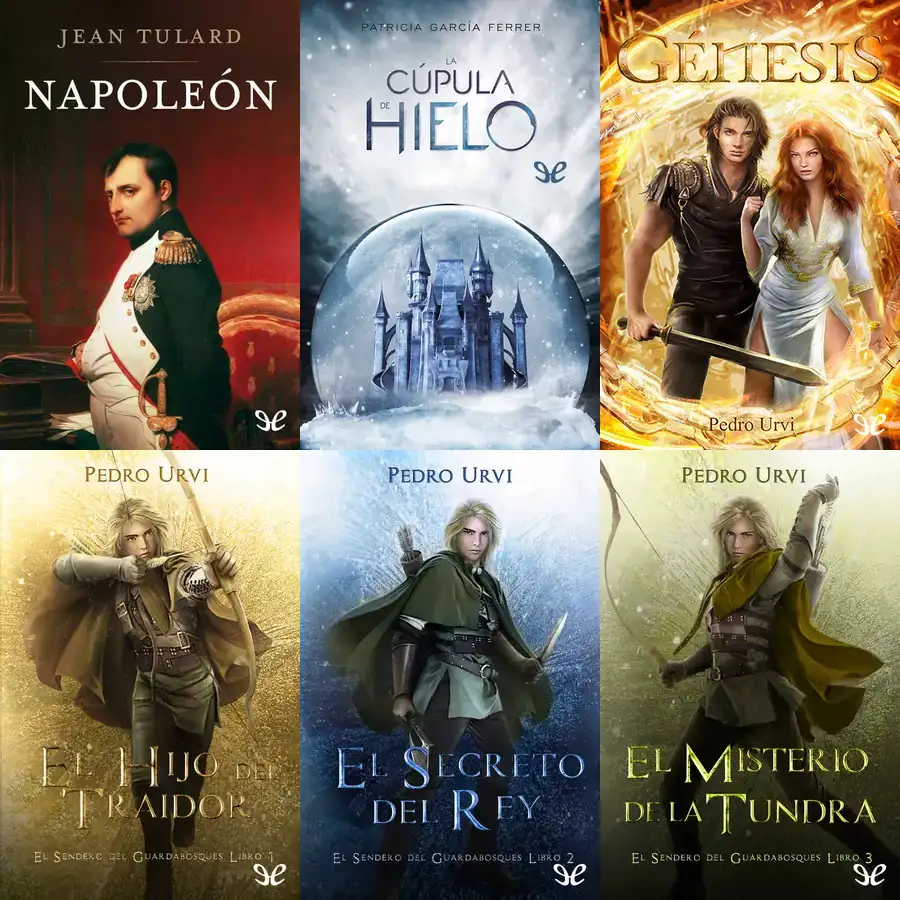 JEAN TULARD
NAPOLEÓN
PATRICIA GARCÍA FERRER
LA
CÚPULA
DE
HIELO
GÉNESIS
Pedro Urvi
PEDRO URVI
EL HIJO DEL
TRAIDOR
EL SENDERO DEL GUARDABOSQUES LIBRO 1
PEDRO URVI
EL SECRETO
DEL REY
EL SENDERO DEL GUARDABOSQUES LIBRO 2
PEDRO URVI
EL MISTERIO
DE LA TUNDRA
EL SENDERO DEL GUARDABOSQUES LIBRO 3